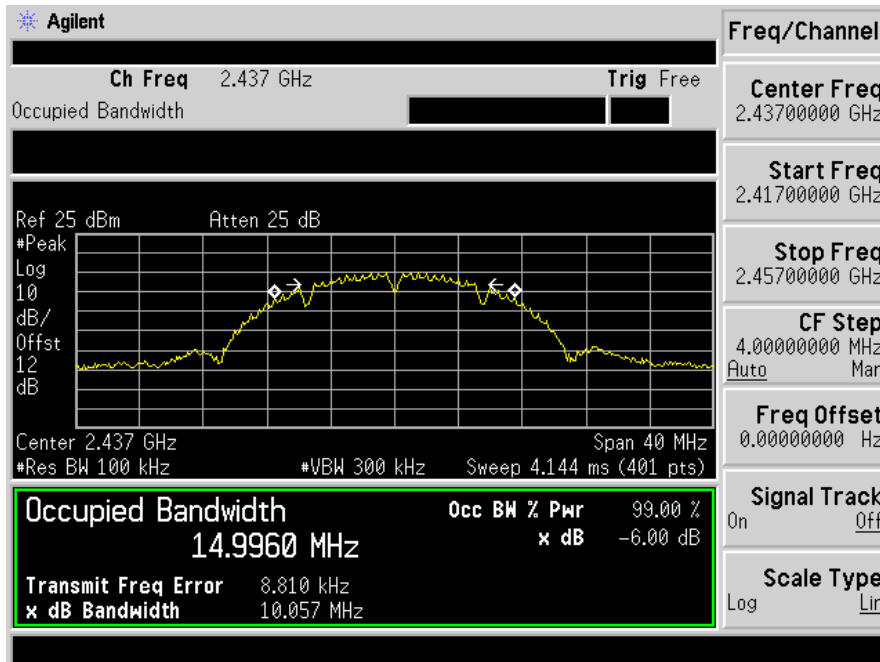 Agilent
Freq/Channel
Ch Freq 2.437 GHz Trig Free
Occupied Bandwidth
Center Freq
2.43700000 GHz
Start Freq
2.41700000 GHz
Stop Freq
2.45700000 GHz
CF Step
4.00000000 MHz
Auto Man
Freq Offset
0.00000000 Hz
Signal Track
On Off
Scale Type
Log Lin
Ref 25 dBm Atten 25 dB
#Peak
Log
10
dB/
Offst
12
dB
Center 2.437 GHz Span 40 MHz
#Res BW 100 kHz #VBW 300 kHz Sweep 4.144 ms (401 pts)
Occupied Bandwidth
14.9960 MHz
Occ BW % Pwr 99.00 %
x dB -6.00 dB
Transmit Freq Error 8.810 kHz
x dB Bandwidth 10.057 MHz